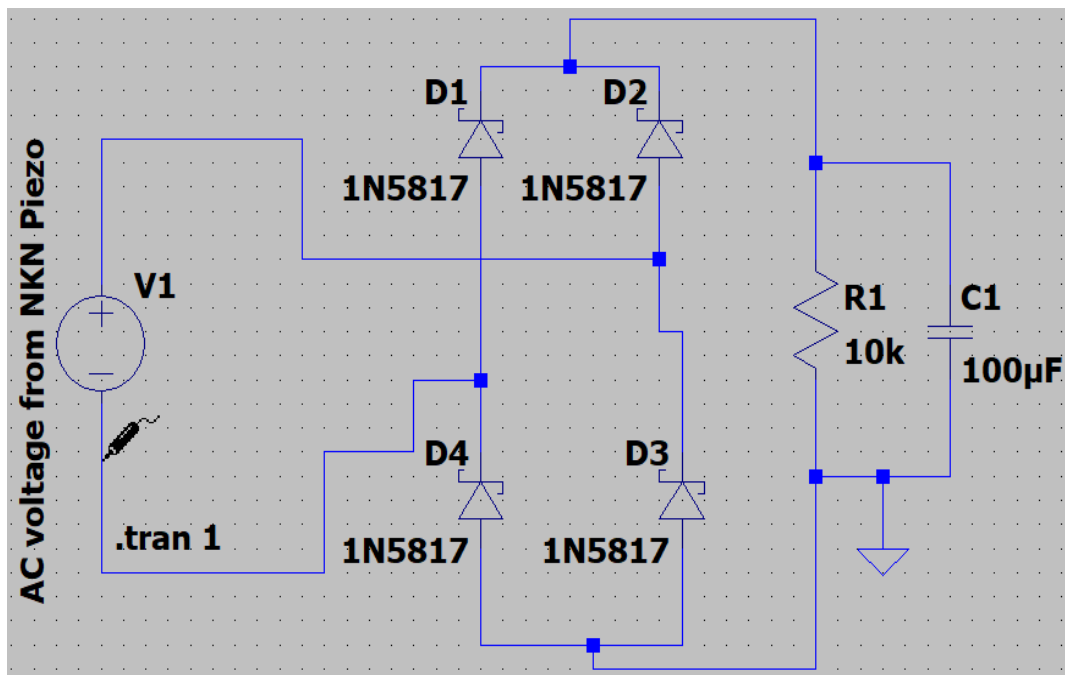 AC voltage from NKN Piezo
V1
.tran 1
D1
1N5817
D2
1N5817
D4
1N5817
D3
1N5817
R1
10k
C1
100µF